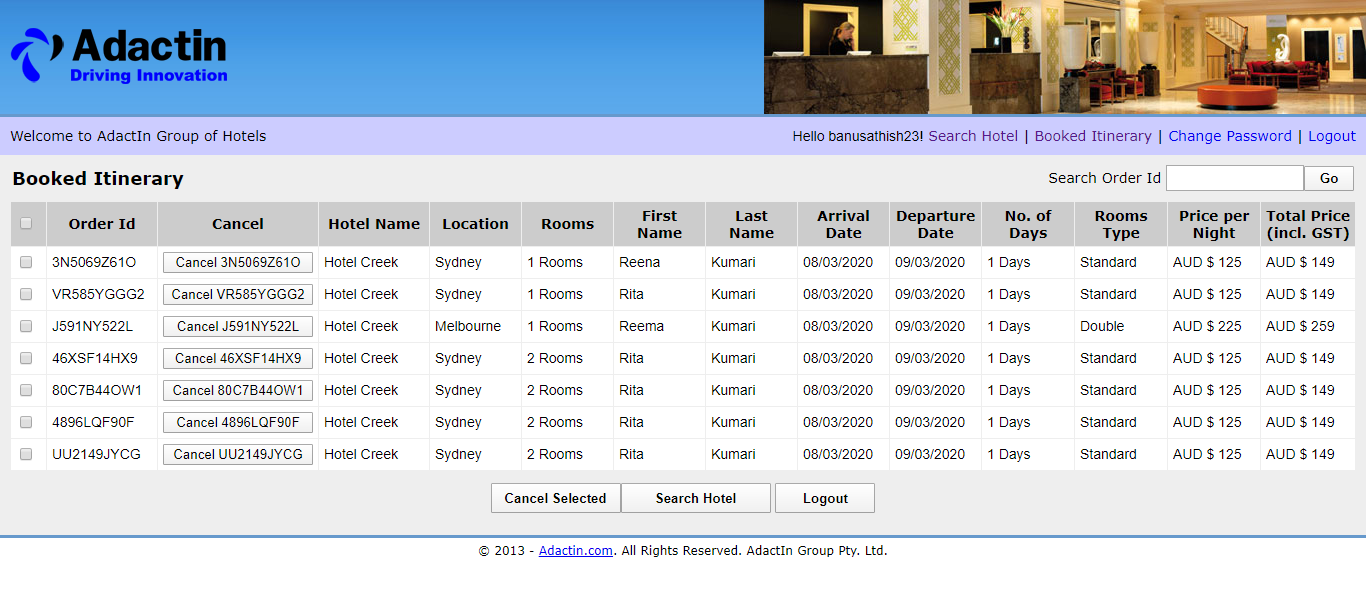 Adactin
Driving Innovation
Welcome to AdactIn Group of Hotels
Hello banusathish23! Search Hotel | Booked Itinerary | Change Password | Logout
Booked Itinerary
Search Order Id Go
Order Id Cancel Hotel Name Location Rooms First Name Last Name Arrival Date Departure Date No. of Days Rooms Type Price per Night Total Price (incl. GST)
3N5069Z61O Cancel 3N5069Z61O Hotel Creek Sydney 1 Rooms Reena Kumari 08/03/2020 09/03/2020 1 Days Standard AUD $ 125 AUD $ 149
VR585YGGG2 Cancel VR585YGGG2 Hotel Creek Sydney 1 Rooms Rita Kumari 08/03/2020 09/03/2020 1 Days Standard AUD $ 125 AUD $ 149
J591NY522L Cancel J591NY522L Hotel Creek Melbourne 1 Rooms Reema Kumari 08/03/2020 09/03/2020 1 Days Double AUD $ 225 AUD $ 259
46XSF14HX9 Cancel 46XSF14HX9 Hotel Creek Sydney 2 Rooms Rita Kumari 08/03/2020 09/03/2020 1 Days Standard AUD $ 125 AUD $ 149
80C7B44OW1 Cancel 80C7B44OW1 Hotel Creek Sydney 2 Rooms Rita Kumari 08/03/2020 09/03/2020 1 Days Standard AUD $ 125 AUD $ 149
4896LQF90F Cancel 4896LQF90F Hotel Creek Sydney 2 Rooms Rita Kumari 08/03/2020 09/03/2020 1 Days Standard AUD $ 125 AUD $ 149
UU2149JYCG Cancel UU2149JYCG Hotel Creek Sydney 2 Rooms Rita Kumari 08/03/2020 09/03/2020 1 Days Standard AUD $ 125 AUD $ 149
Cancel Selected Search Hotel Logout
© 2013 - Adactin.com. All Rights Reserved. AdactIn Group Pty. Ltd.